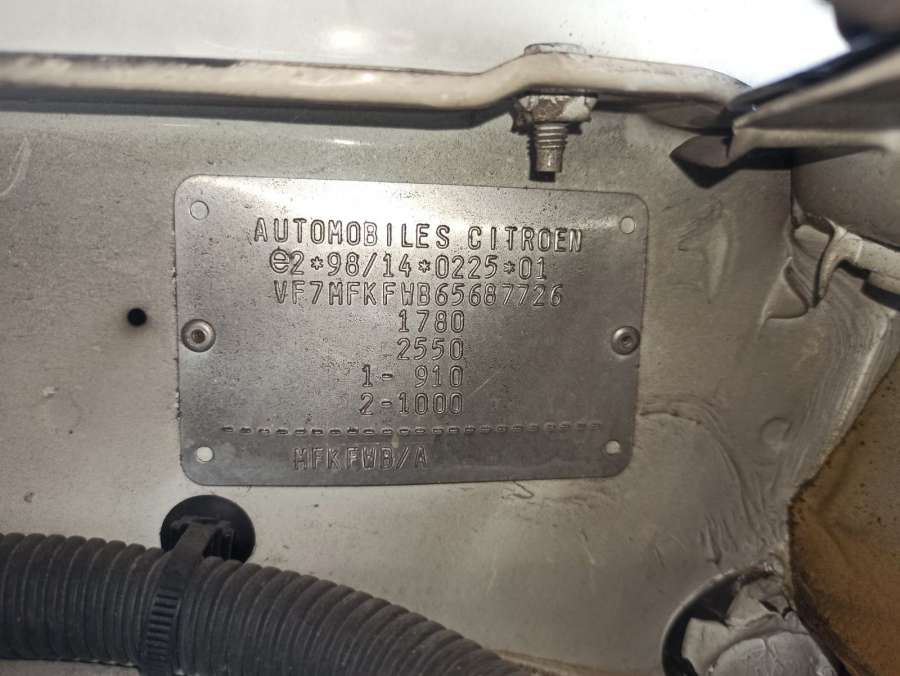 AUTOMOBILES CITROEN
e2*98/14*0225*01
VF7MFKFWB65687726
1780
2550
1- 910
2-1000
MFKFWB/A